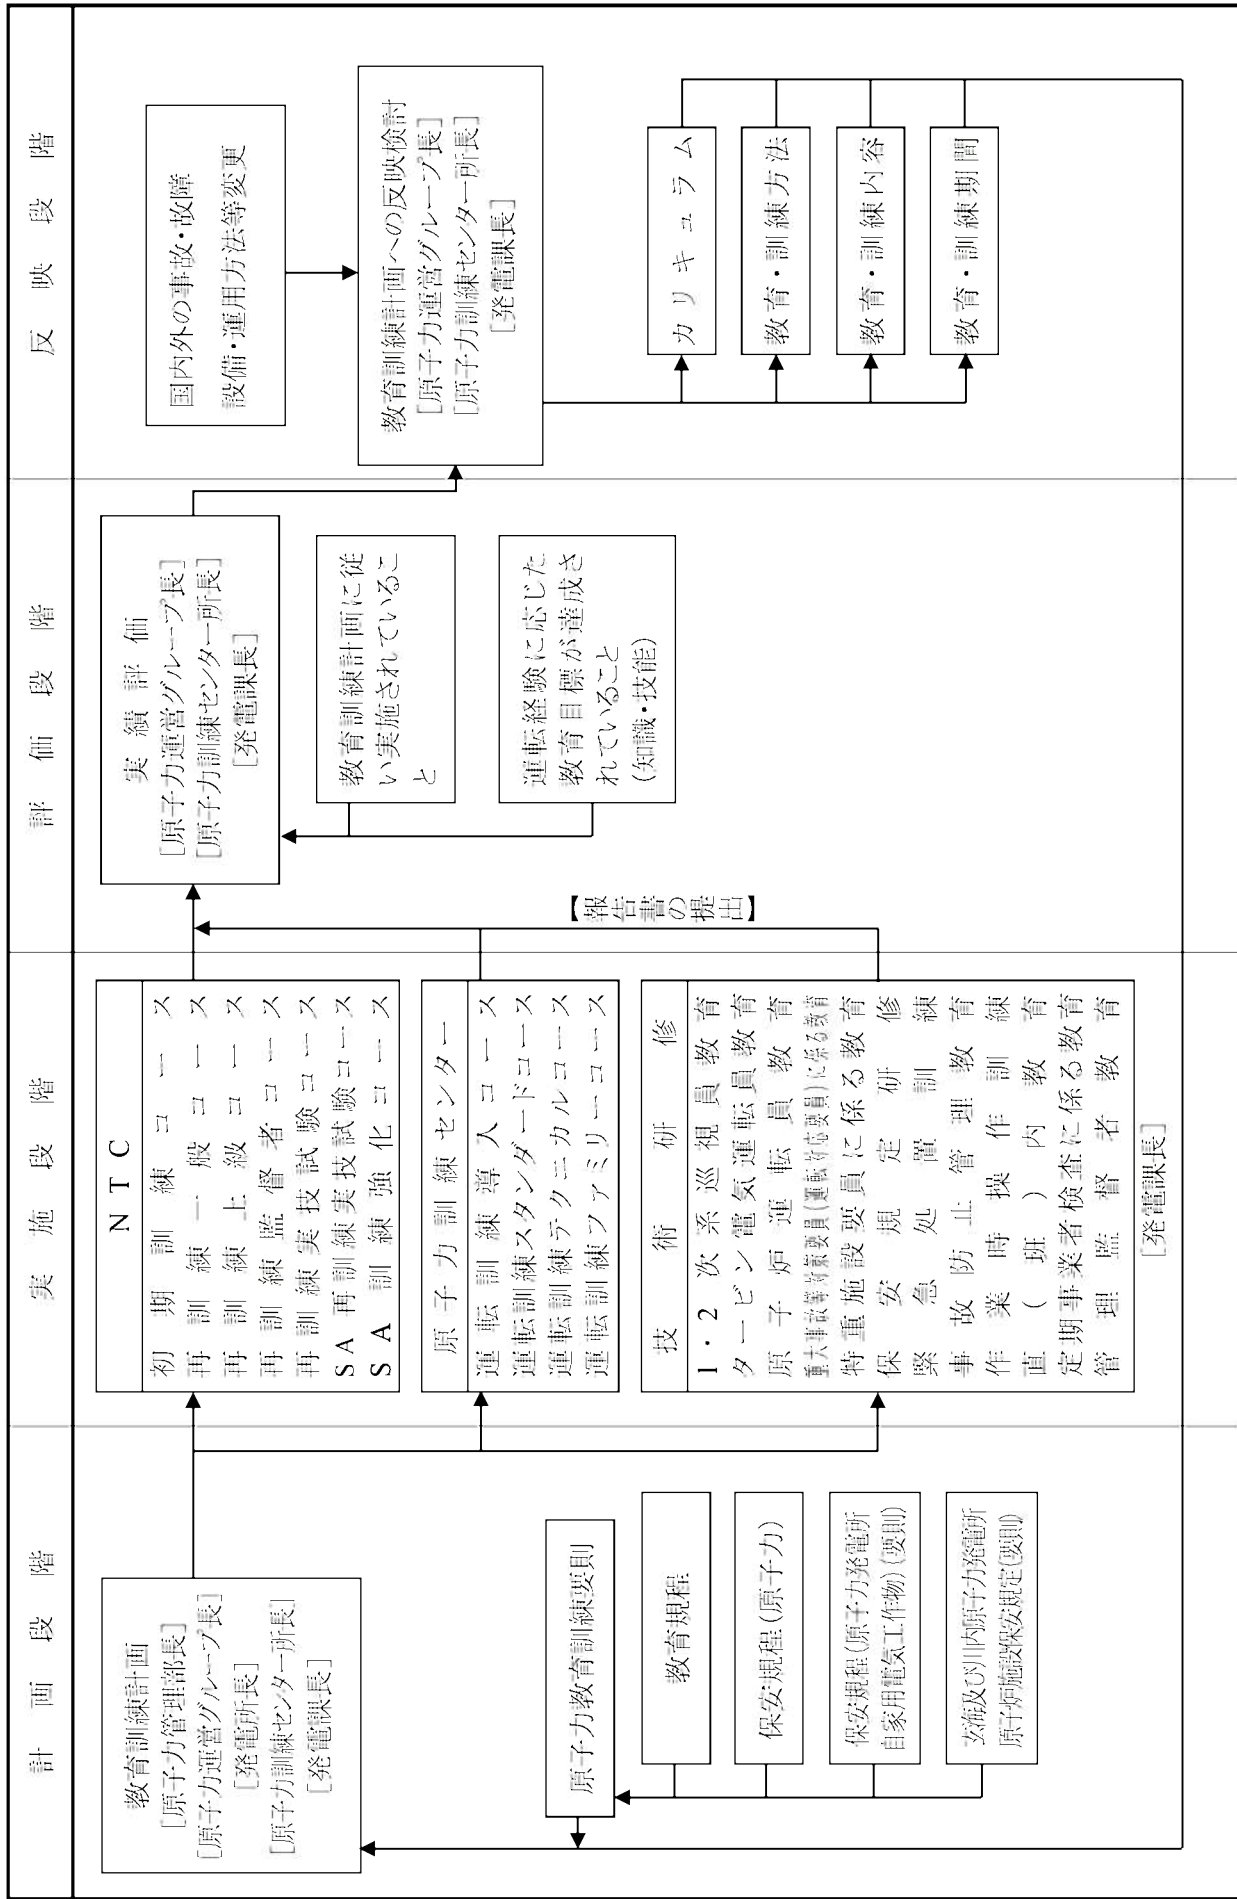 計画段階
実施段階
評価段階
反映段階
教育訓練計画
[原子力管理部長]
[原子力運営グループ長]
[発電所長]
[原子力訓練センター所長]
[発電課長]
原子力教育訓練要則
教育規程
保安規程(原子力)
保安規程(原子力発電所
自家用電気工作物)(要則)
玄海及び川内原子力発電所
原子炉施設保安規定(要則)
NTC
初期訓練コース
再訓練一般コース
再訓練上級コース
再訓練監督者コース
再訓練実技試験コース
SA再訓練実技試験コース
SA訓練強化コース
原子力訓練センター
運転訓練導入コース
運転訓練スタンダードコース
運転訓練テクニカルコース
運転訓練ファミリーコース
技術研修
1・2次系巡視員教育
タービン電気運転員教育
原子炉運転員教育
重大事故等対策要員(運転対応要員)に係る教育
特重施設要員に係る教育
保安規定研修
緊急処置訓練
事故防止管理教育
作業時操作訓練
直(班)内教育
定期事業者検査に係る教育
管理監督者教育
[発電課長]
【報告書の提出】
実績評価
[原子力運営グループ長]
[原子力訓練センター所長]
[発電課長]
教育訓練計画に従
い実施されているこ
と
運転経験に応じた
教育目標が達成さ
れていること
(知識・技能)
国内外の事故・故障
設備・運用方法等変更
教育訓練計画への反映検討
[原子力運営グループ長]
[原子力訓練センター所長]
[発電課長]
カリキュラム
教育・訓練方法
教育・訓練内容
教育・訓練期間